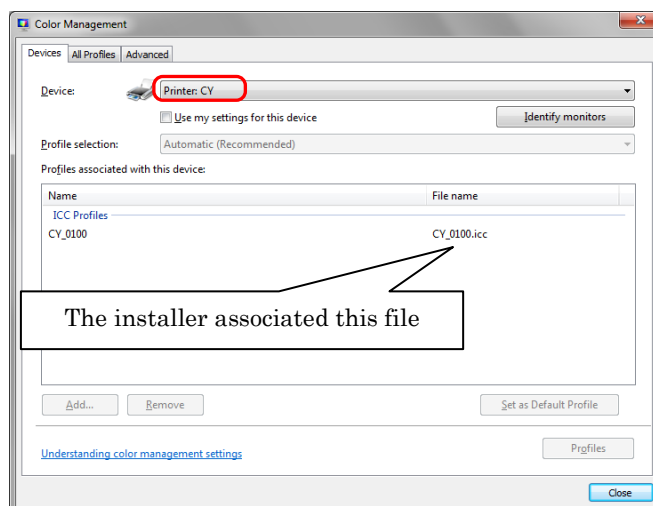 Color Management
Devices All Profiles Advanced
Device: Printer: CY
Use my settings for this device Identify monitors
Profile selection: Automatic (Recommended)
Profiles associated with this device:
Name File name
ICC Profiles
CY_0100 CY_0100.icc
The installer associated this file
Add... Remove Set as Default Profile
Understanding color management settings Profiles
Close